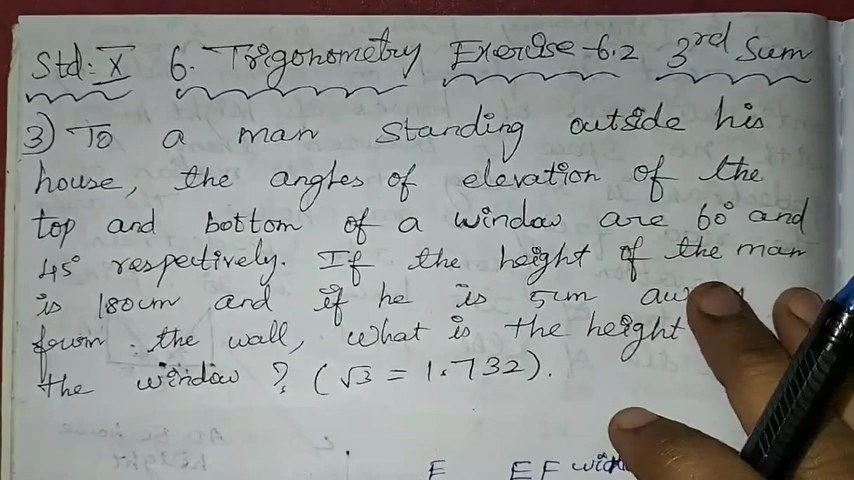 Std: X 6. Trigonometry Exercise-6.2 3rd Sum
3) To a man standing outside his
house, the angles of elevation of the
top and bottom of a window are 60° and
45° respectively. If the height of the man
is 180cm and if he is 5cm
from the wall, what is the height
the window? (√3 = 1.732).
E EF